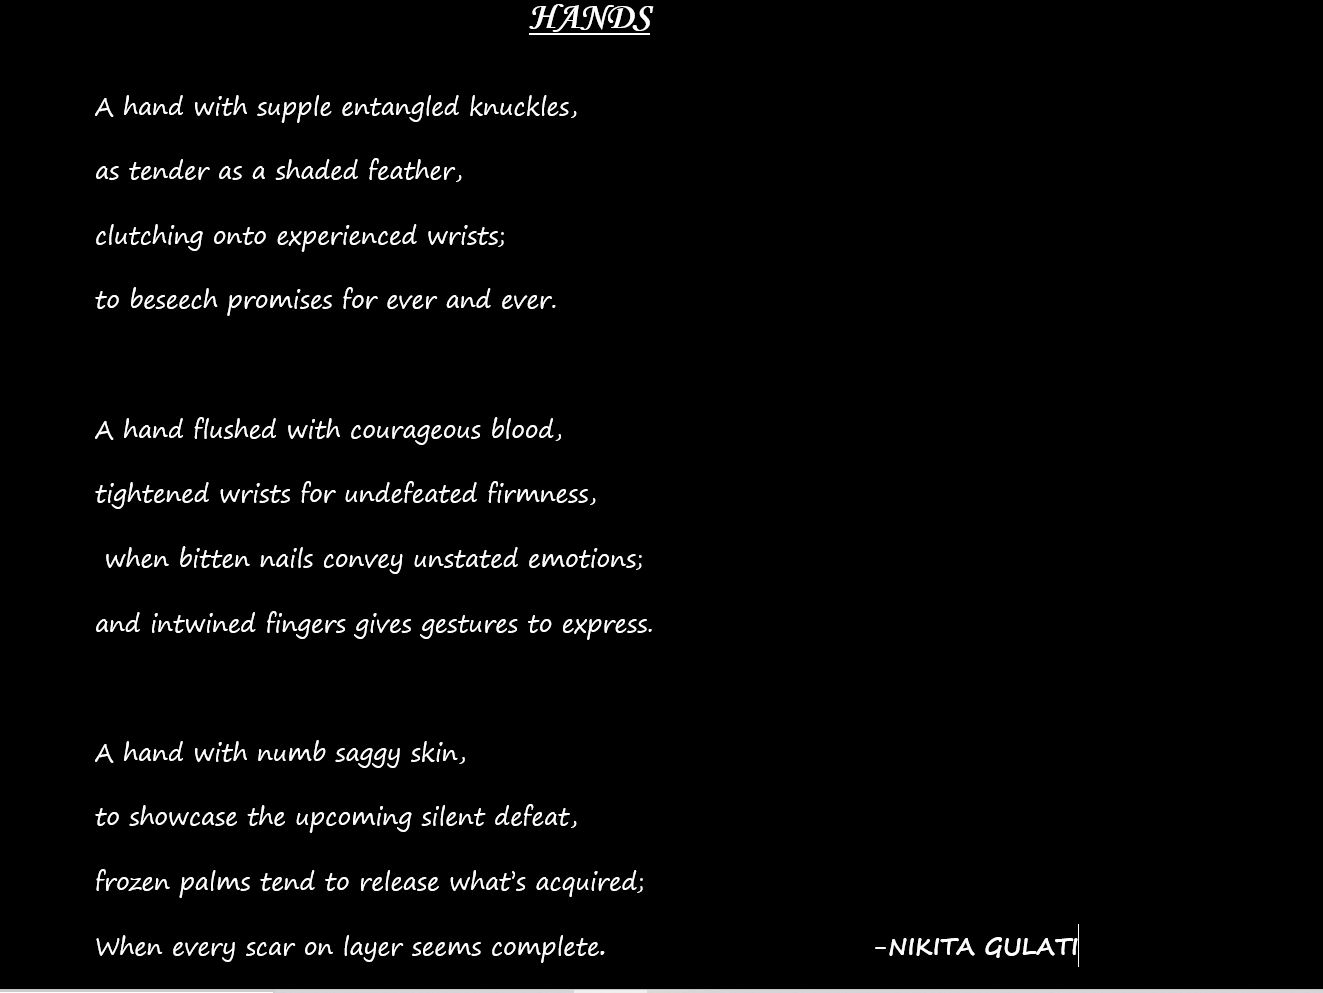 HANDS
A hand with supple entangled knuckles,
as tender as a shaded feather,
clutching onto experienced wrists;
to beseech promises for ever and ever.
A hand flushed with courageous blood,
tightened wrists for undefeated firmness,
when bitten nails convey unstated emotions;
and intwined fingers gives gestures to express.
A hand with numb saggy skin,
to showcase the upcoming silent defeat,
frozen palms tend to release what's acquired;
When every scar on layer seems complete. -NIKITA GULATI